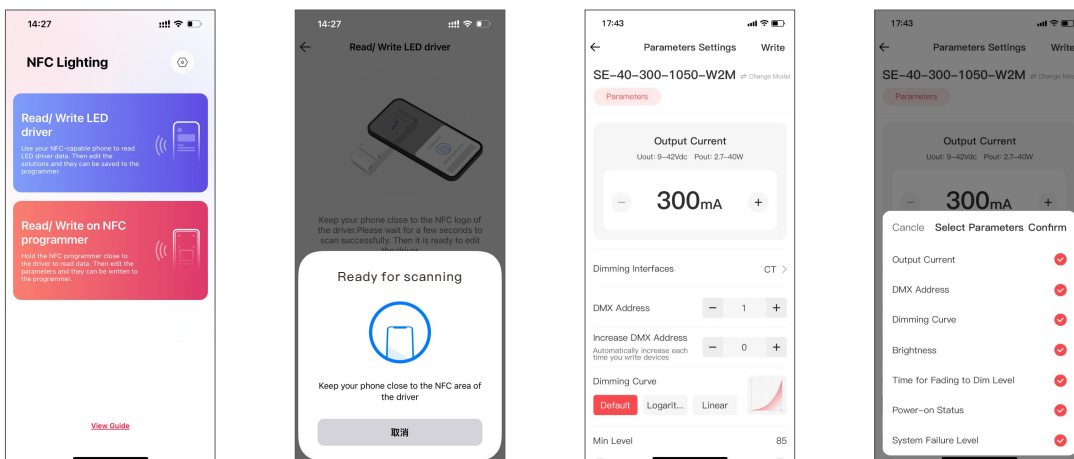 14:27
NFC Lighting
Read/ Write LED
driver
Use your NFC-capable phone to read
LED driver data. Then edit the
solutions and they can be saved to the
programmer.
Read/ Write on NFC
programmer
Hold the NFC programmer close to
the driver to read data. Then edit the
parameters and they can be written to
the programmer.
View Guide
14:27
Read/ Write LED driver
Keep your phone close to the NFC logo of
the driver.Please wait for a few seconds to
scan successfully. Then it is ready to edit
the driver
Ready for scanning
Keep your phone close to the NFC area of
the driver
取消
17:43
Parameters Settings Write
SE-40-300-1050-W2M ⇄ Change Model
Parameters
Output Current
Uout: 9-42Vdc Pout: 2.7-40W
− 300mA +
Dimming Interfaces CT >
DMX Address − 1 +
Increase DMX Address
Automatically increase each
time you write devices
− 0 +
Dimming Curve
Default Logarit... Linear
Min Level 85
17:43
Parameters Settings Write
SE-40-300-1050-W2M ⇄ Change Mod
Parameters
Output Current
Uout: 9-42Vdc Pout: 2.7-40W
− 300mA +
Cancle Select Parameters Confrm
Output Current
DMX Address
Dimming Curve
Brightness
Time for Fading to Dim Level
Power-on Status
System Failure Level